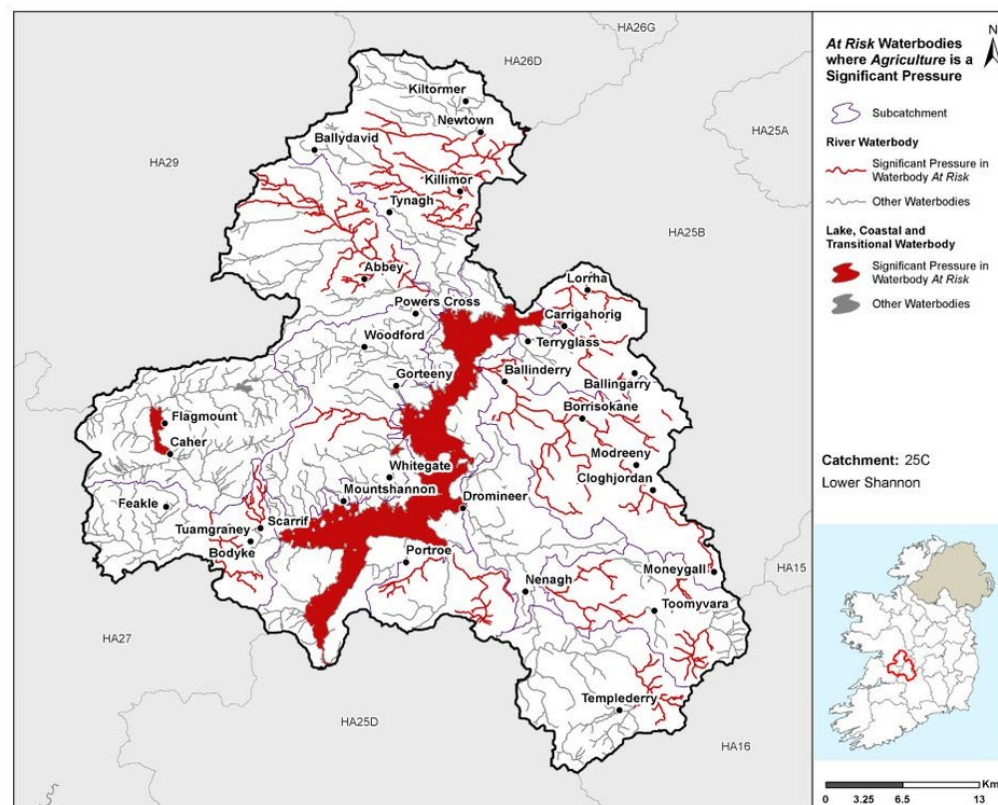 HA26G
HA26D
HA25A
HA29
HA25B
HA15
HA27
HA25D
HA16
Kiltormer
Newtown
Ballydavid
Killimor
Tynagh
Abbey
Lorrha
Powers Cross
Carrigahorig
Woodford
Terryglass
Gorteeny
Ballinderry
Ballingarry
Flagmount
Borrisokane
Caher
Modreeny
Whitegate
Cloghjordan
Feakle
Mountshannon
Dromineer
Tuamgraney
Scarrif
Bodyke
Portroe
Moneygall
Nenagh
Toomyvara
Templederry
N
At Risk Waterbodies
where Agriculture is a
Significant Pressure
Subcatchment
River Waterbody
Significant Pressure in
Waterbody At Risk
Other Waterbodies
Lake, Coastal and
Transitional Waterbody
Significant Pressure in
Waterbody At Risk
Other Waterbodies
Catchment: 25C
Lower Shannon
Km
0 3.25 6.5 13